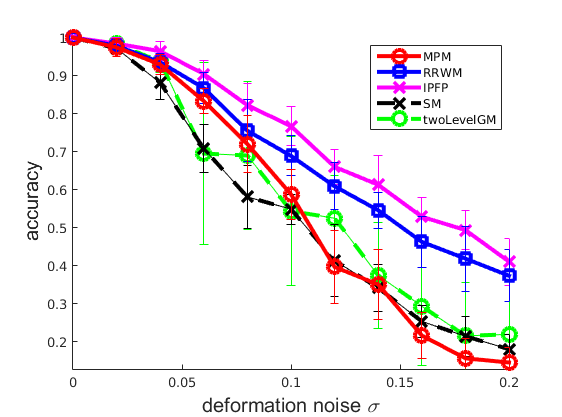 1
0.9
0.8
0.7
0.6
0.5
0.4
0.3
0.2
accuracy
MPM
RRWM
IPFP
SM
twoLevelGM
0 0.05 0.1 0.15 0.2
deformation noise σ